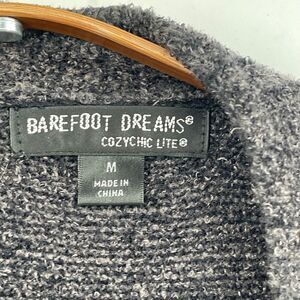 BAREFOOT DREAMS®
COZYCHIC LITE®
M
MADE IN
CHINA